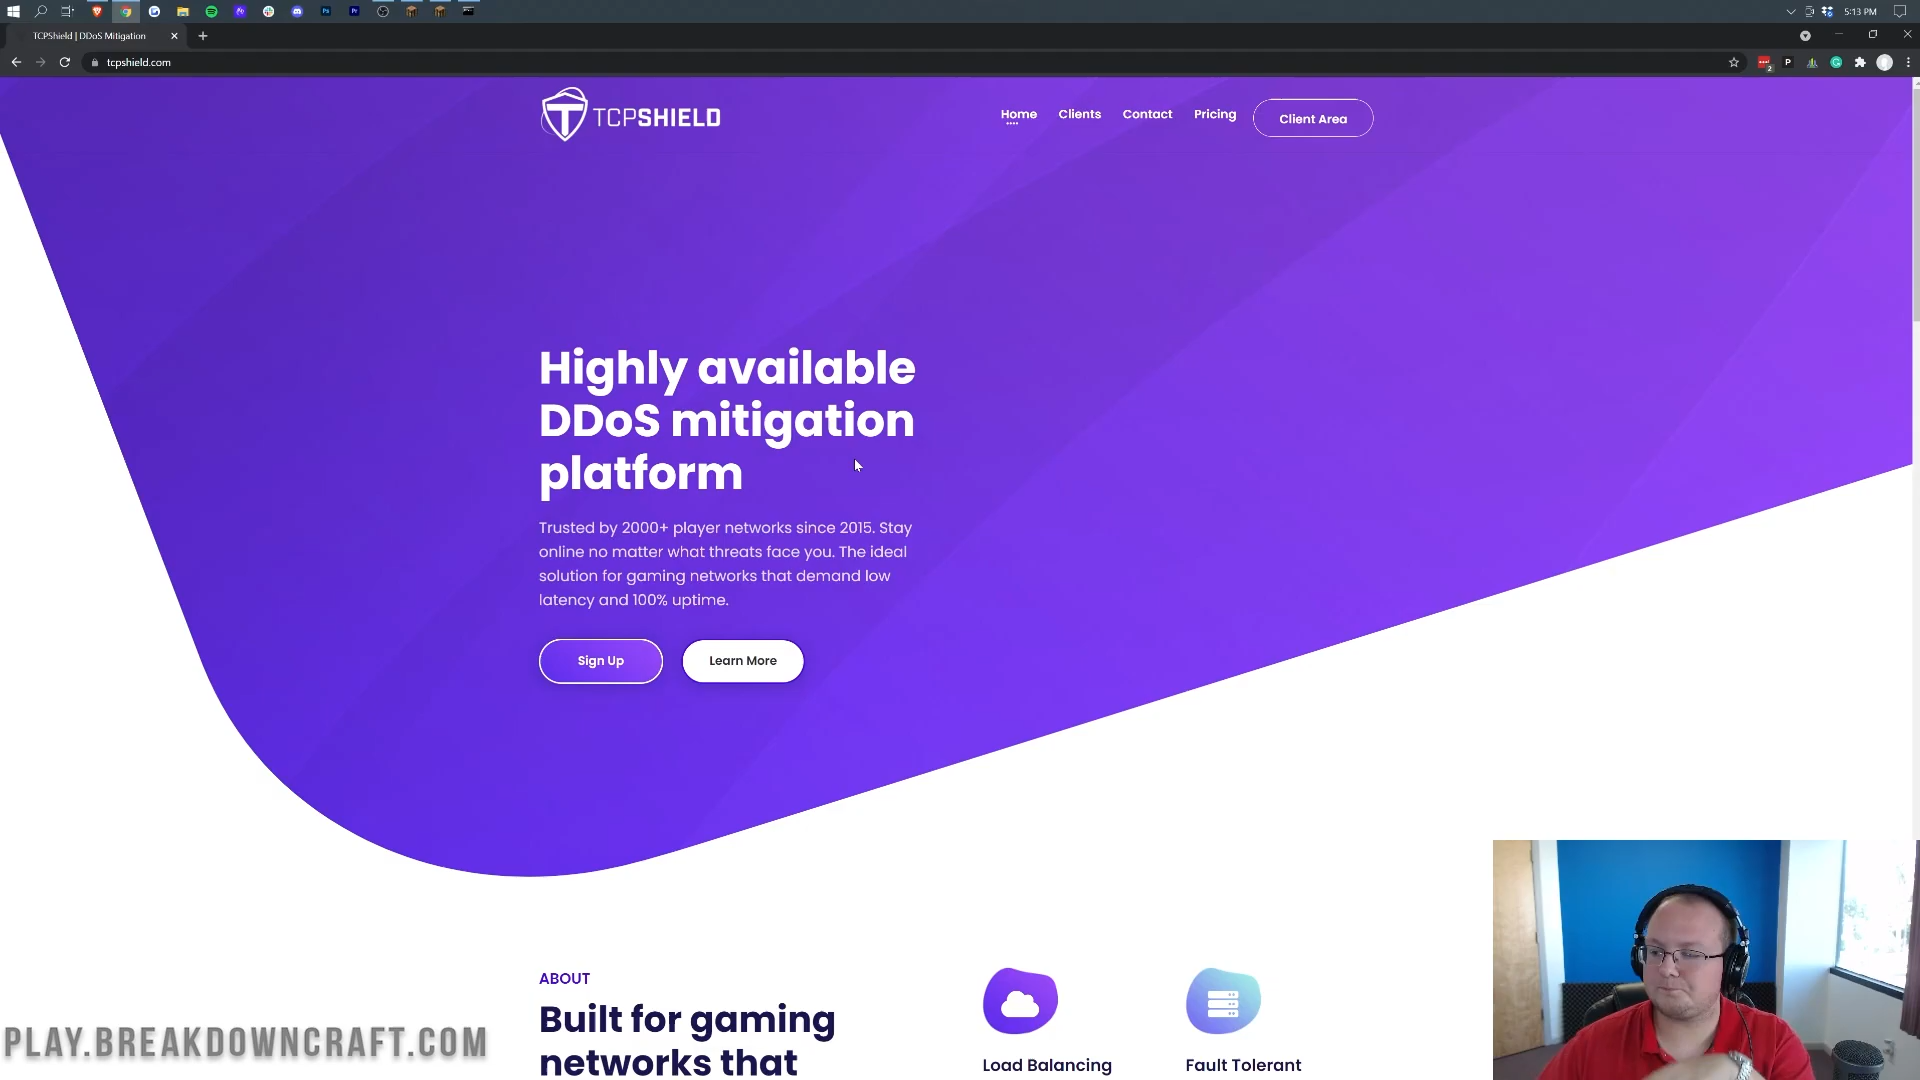 5:13 PM
TCPShield | DDoS Mitigation
tcpshield.com
2
P
TCPSHIELD
Home
Clients
Contact
Pricing
Client Area
Highly available
DDoS mitigation
platform
Trusted by 2000+ player networks since 2015. Stay
online no matter what threats face you. The ideal
solution for gaming networks that demand low
latency and 100% uptime.
Sign Up
Learn More
ABOUT
Built for gaming
networks that
Load Balancing
Fault Tolerant
PLAY.BREAKDOWNCRAFT.COM